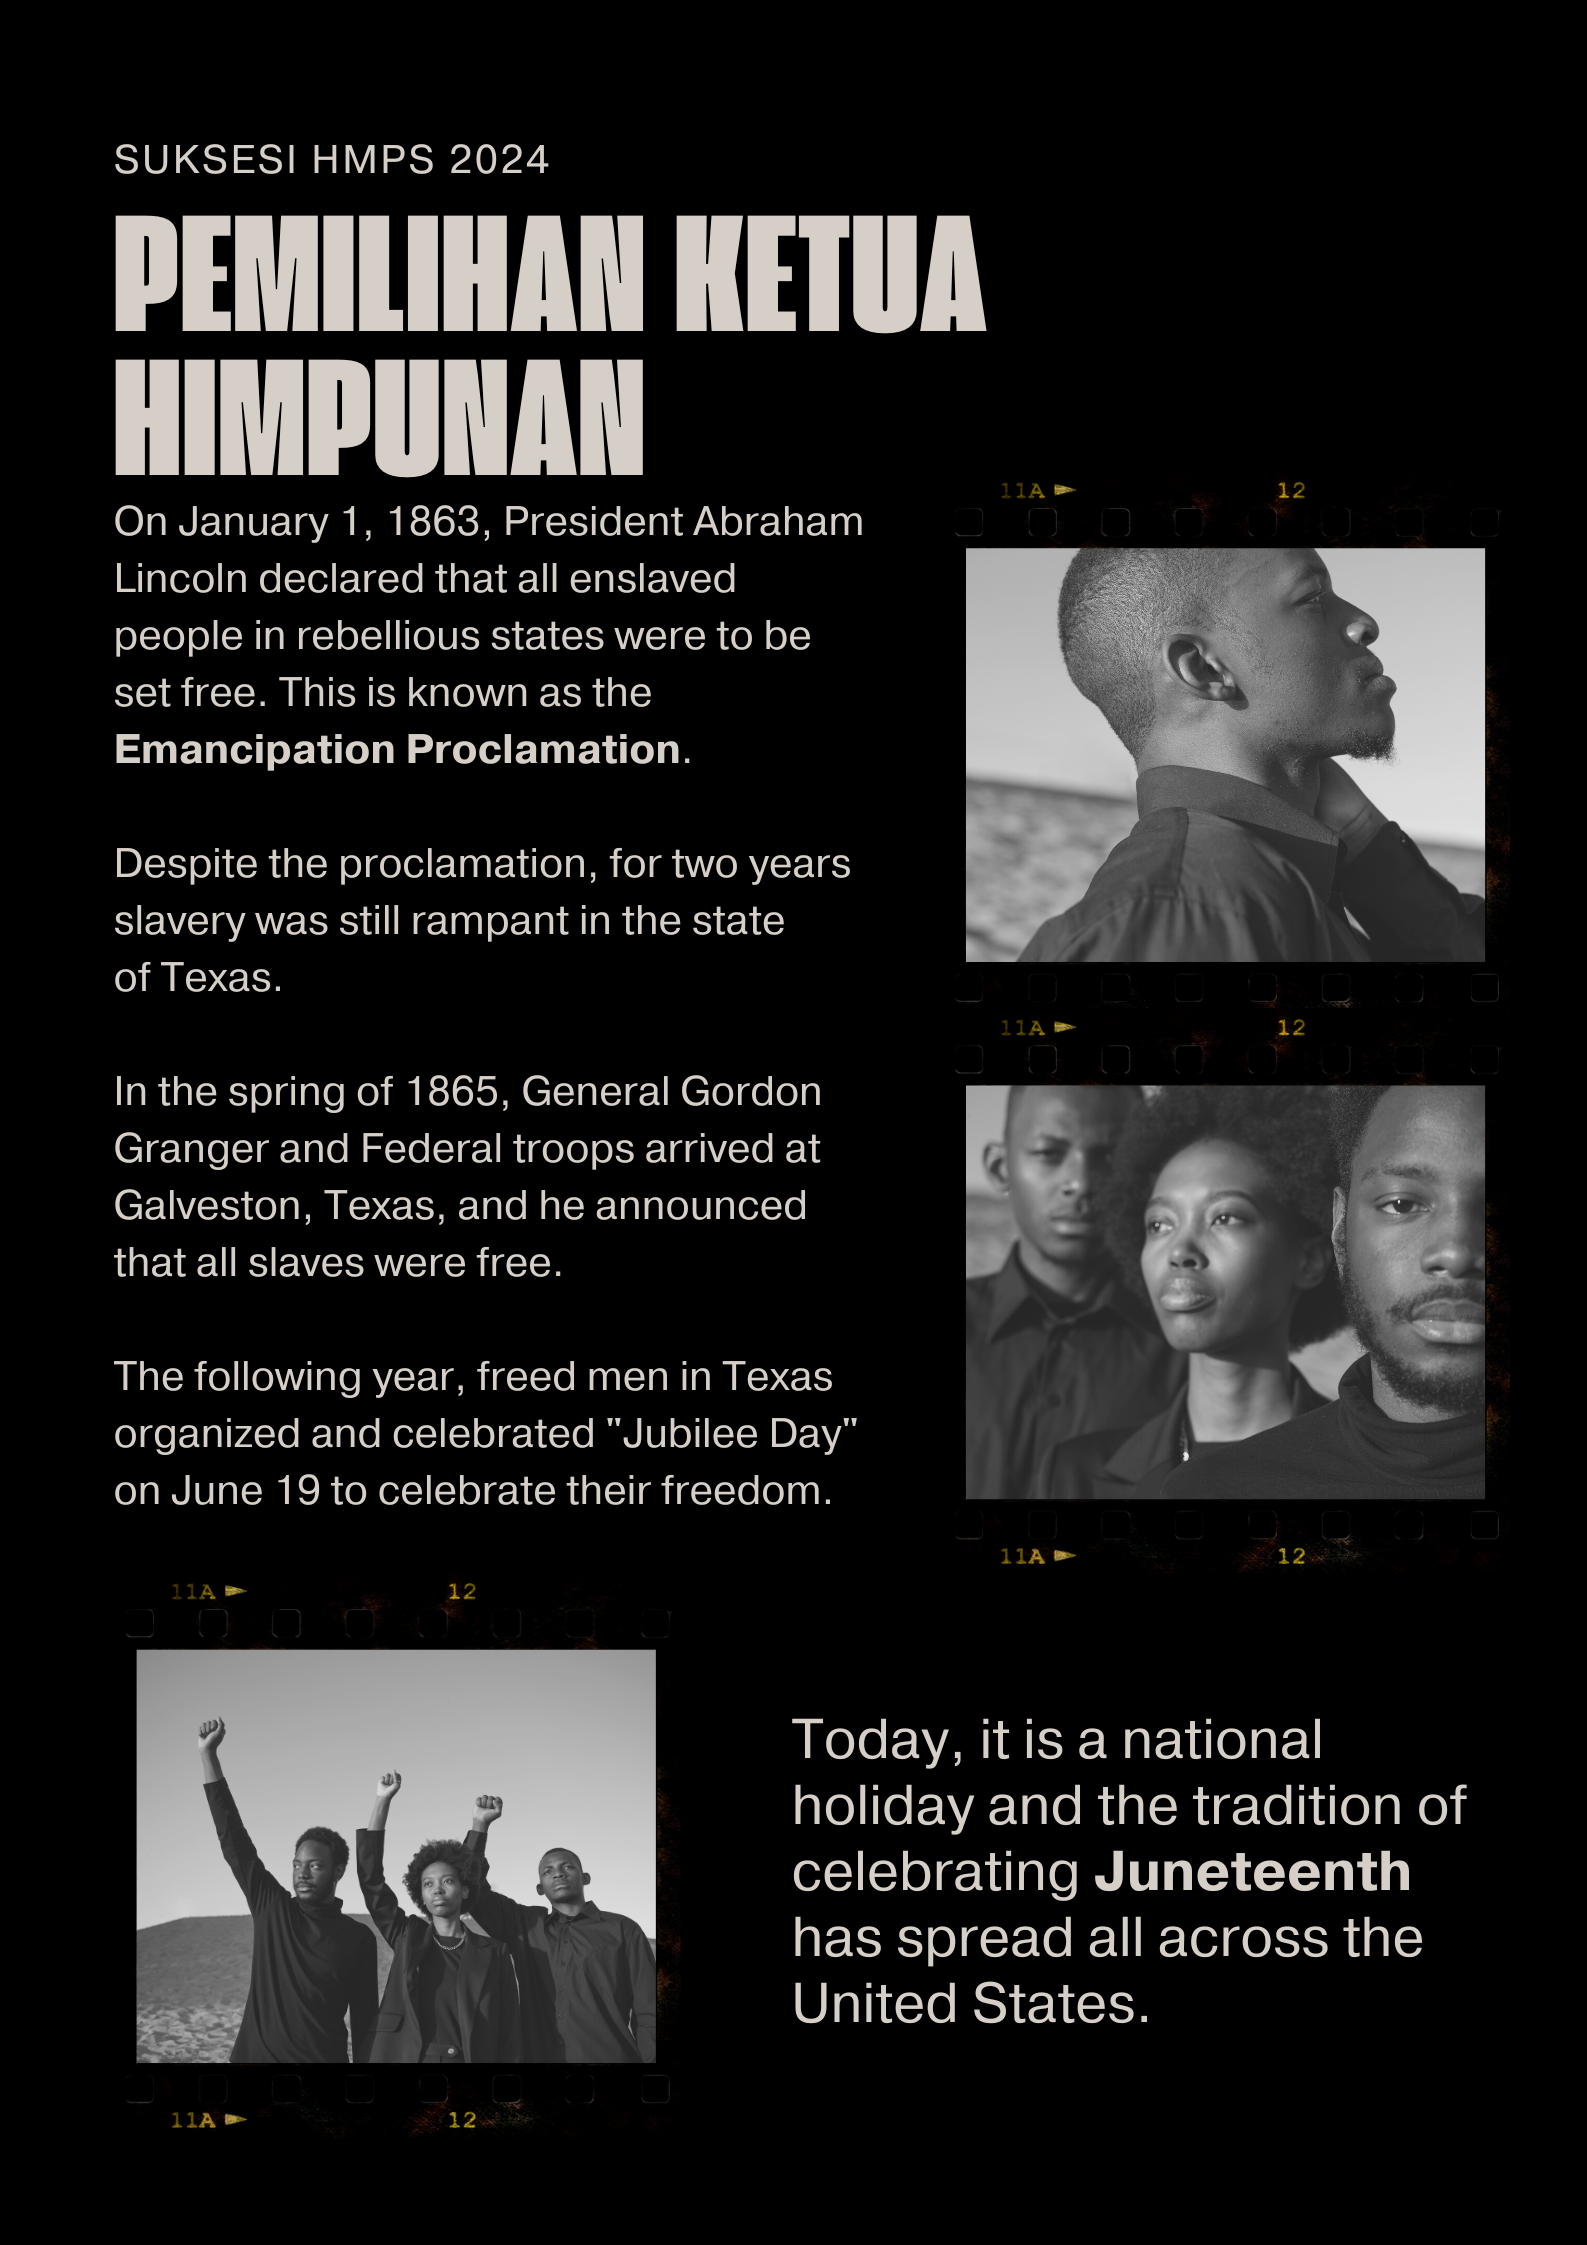 SUKSESI HMPS 2024
PEMILIHAN KETUA
HIMPUNAN
On January 1, 1863, President Abraham
Lincoln declared that all enslaved
people in rebellious states were to be
set free. This is known as the
Emancipation Proclamation.
Despite the proclamation, for two years
slavery was still rampant in the state
of Texas.
In the spring of 1865, General Gordon
Granger and Federal troops arrived at
Galveston, Texas, and he announced
that all slaves were free.
The following year, freed men in Texas
organized and celebrated "Jubilee Day"
on June 19 to celebrate their freedom.
11A 12
11A 12
11A 12
11A 12
Today, it is a national
holiday and the tradition of
celebrating Juneteenth
has spread all across the
United States.
11A 12